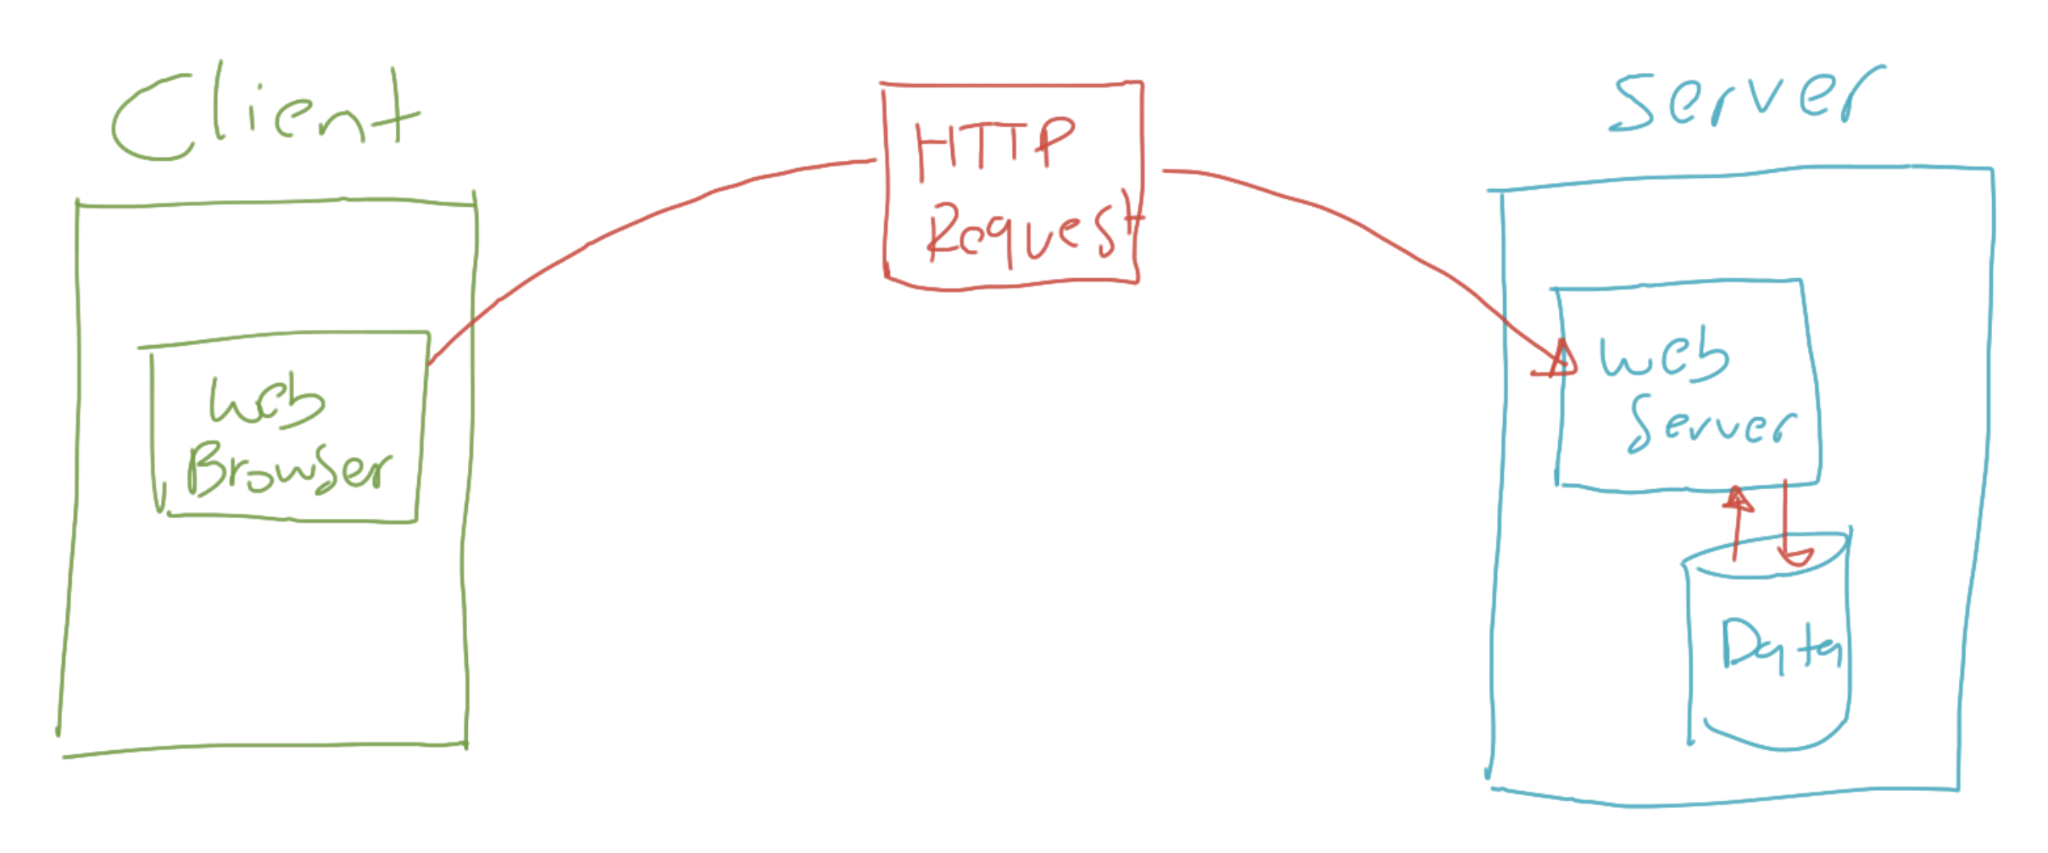 Client
Server
HTTP
Request
Web
Browser
Web
Server
Data